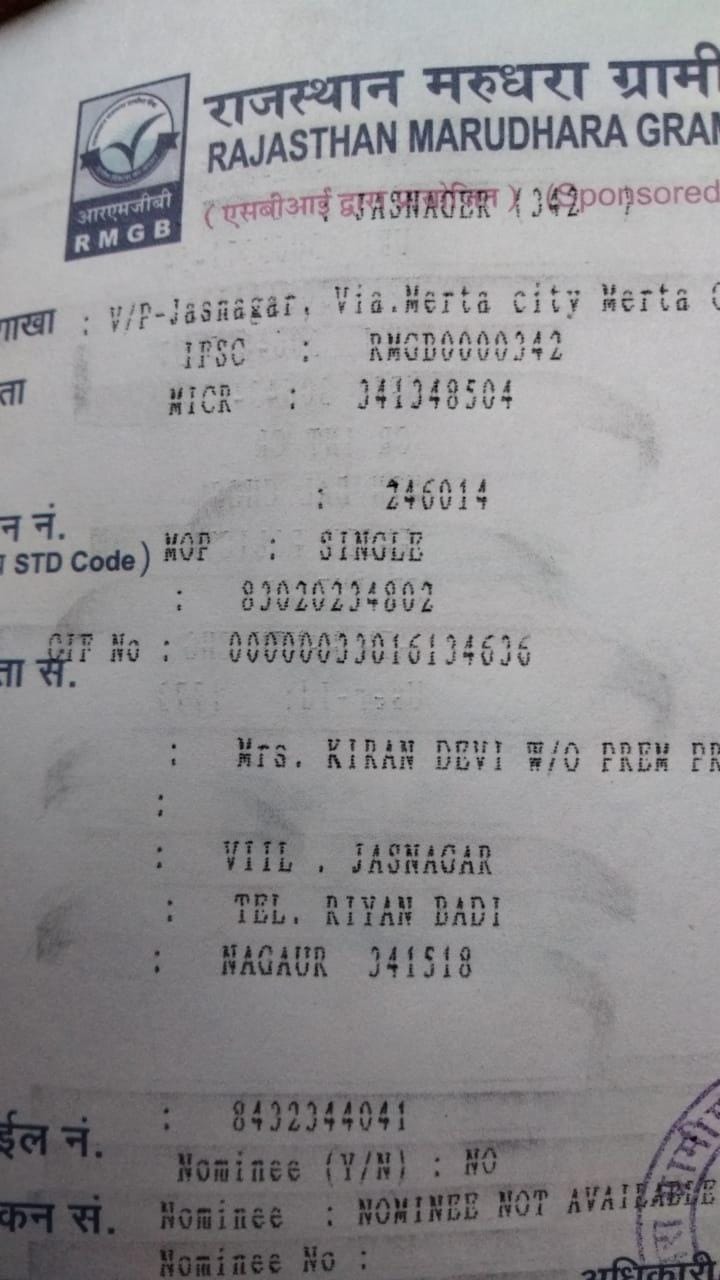 राजस्थान मरुधरा ग्रामी
RAJASTHAN MARUDHARA GRAM
आरएमजीबी
RMGB
(एसबीआई द्वारा प्रायोजित) (Sponsored
: JASNAGER (342 )
शाखा : V/P-Jasnagar, Via.Merta city Merta C
IFSC : RMGB0000342
ता MICR : 341348504
: 246014
न नं.
STD Code) MOP : SINGLE
: 83020234802
CIF No : 00000033016134636
ता सं.
: Mrs. KIRAN DEVI W/O PREM PR
:
: VIIL . JASNAGAR
: TEL. RIYAN BADI
: NAGAUR 341518
ईल नं. : 8432344041
Nominee (Y/N) : NO
कन सं. Nominee : NOMINEE NOT AVAILABLE
Nominee No :
अधिकारी